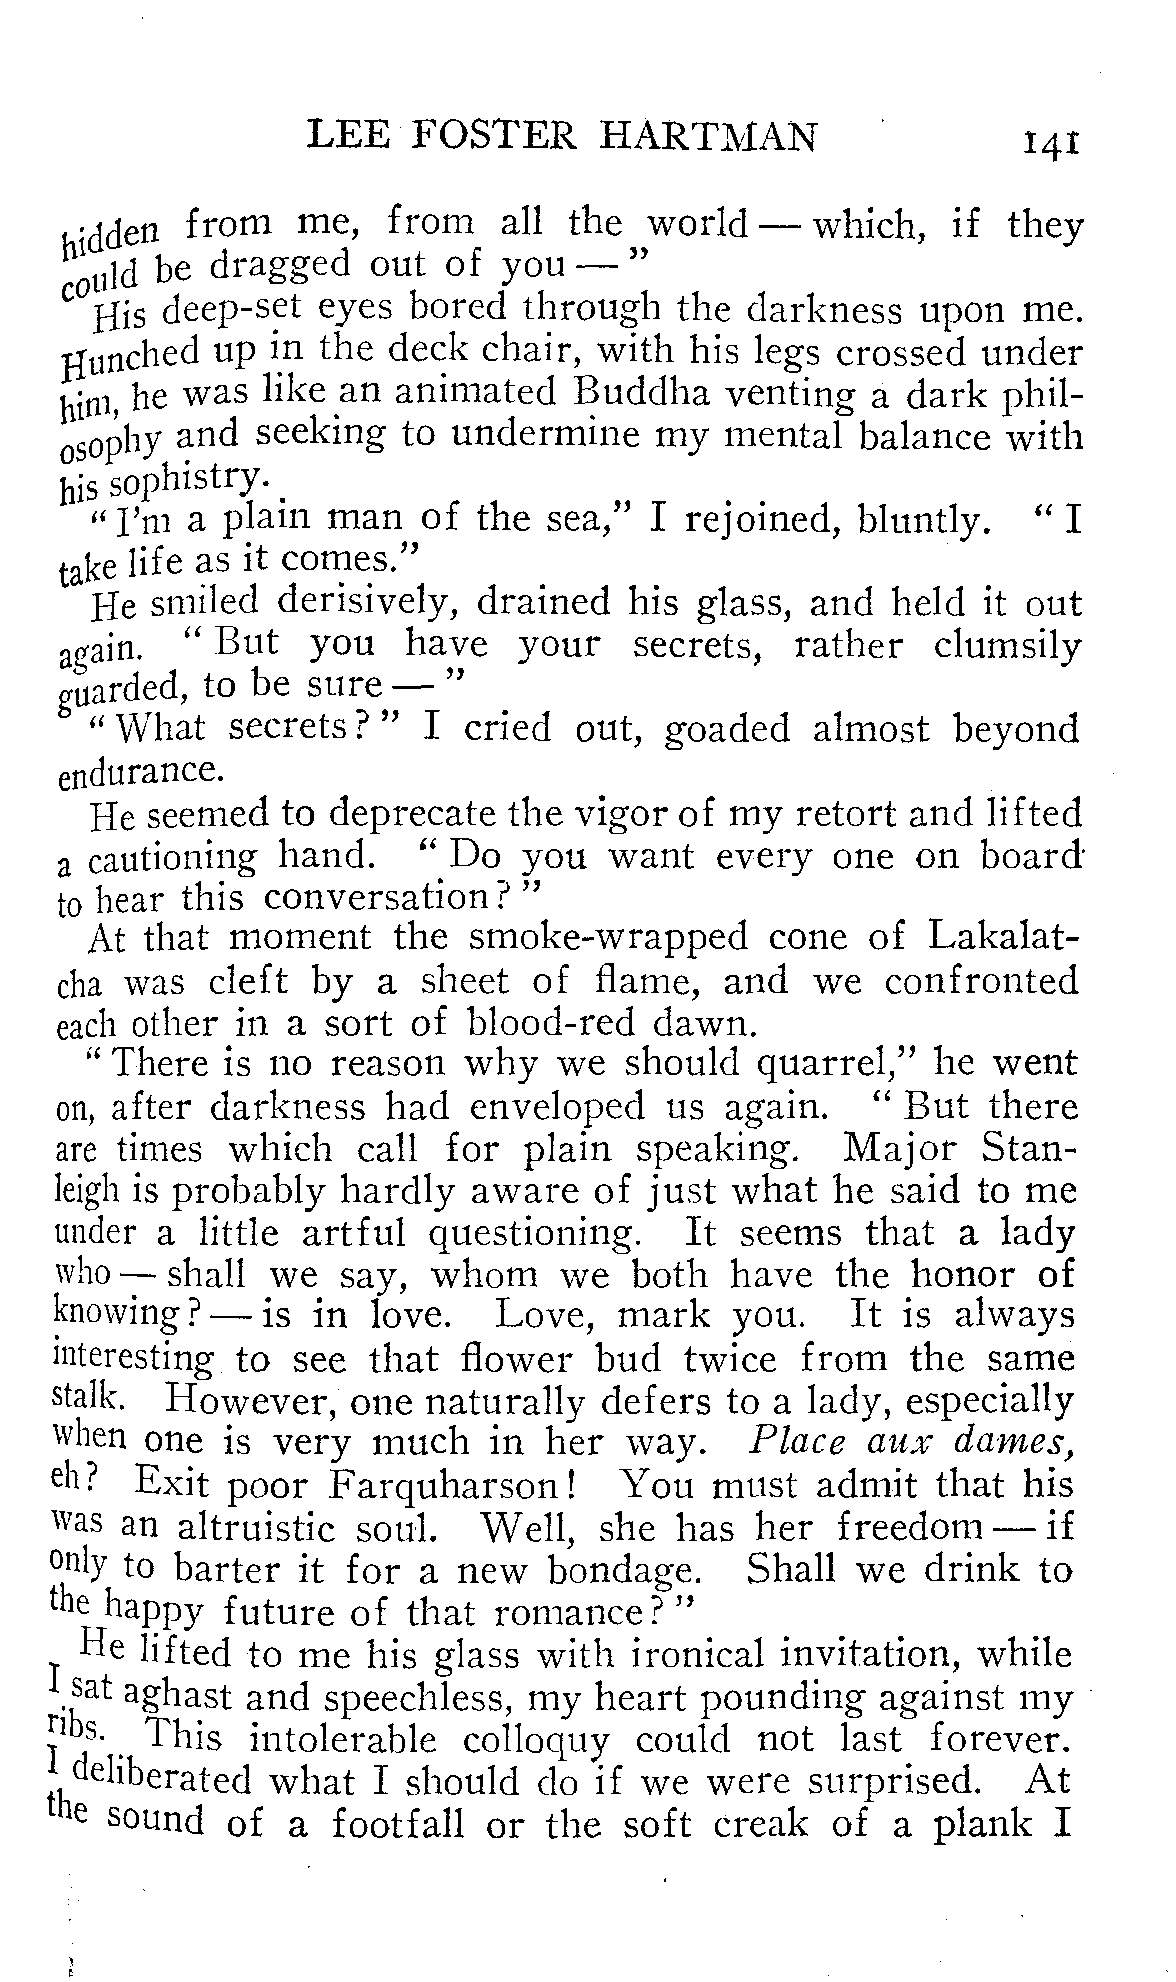 LEE FOSTER HARTMAN 141
hidden from me, from all the world — which, if they
could be dragged out of you — "
His deep-set eyes bored through the darkness upon me.
Hunched up in the deck chair, with his legs crossed under
him, he was like an animated Buddha venting a dark phil-
osophy and seeking to undermine my mental balance with
his sophistry.
" I'm a plain man of the sea," I rejoined, bluntly. " I
take life as it comes."
He smiled derisively, drained his glass, and held it out
again. " But you have your secrets, rather clumsily
guarded, to be sure — "
" What secrets? " I cried out, goaded almost beyond
endurance.
He seemed to deprecate the vigor of my retort and lifted
a cautioning hand. " Do you want every one on board
to hear this conversation? "
At that moment the smoke-wrapped cone of Lakalat-
cha was cleft by a sheet of flame, and we confronted
each other in a sort of blood-red dawn.
" There is no reason why we should quarrel," he went
on, after darkness had enveloped us again. " But there
are times which call for plain speaking. Major Stan-
leigh is probably hardly aware of just what he said to me
under a little artful questioning. It seems that a lady
who — shall we say, whom we both have the honor of
knowing? — is in love. Love, mark you. It is always
interesting to see that flower bud twice from the same
stalk. However, one naturally defers to a lady, especially
when one is very much in her way. Place aux dames,
eh? Exit poor Farquharson! You must admit that his
was an altruistic soul. Well, she has her freedom — if
only to barter it for a new bondage. Shall we drink to
the happy future of that romance? "
He lifted to me his glass with ironical invitation, while
I sat aghast and speechless, my heart pounding against my
ribs. This intolerable colloquy could not last forever.
I deliberated what I should do if we were surprised. At
the sound of a footfall or the soft creak of a plank I